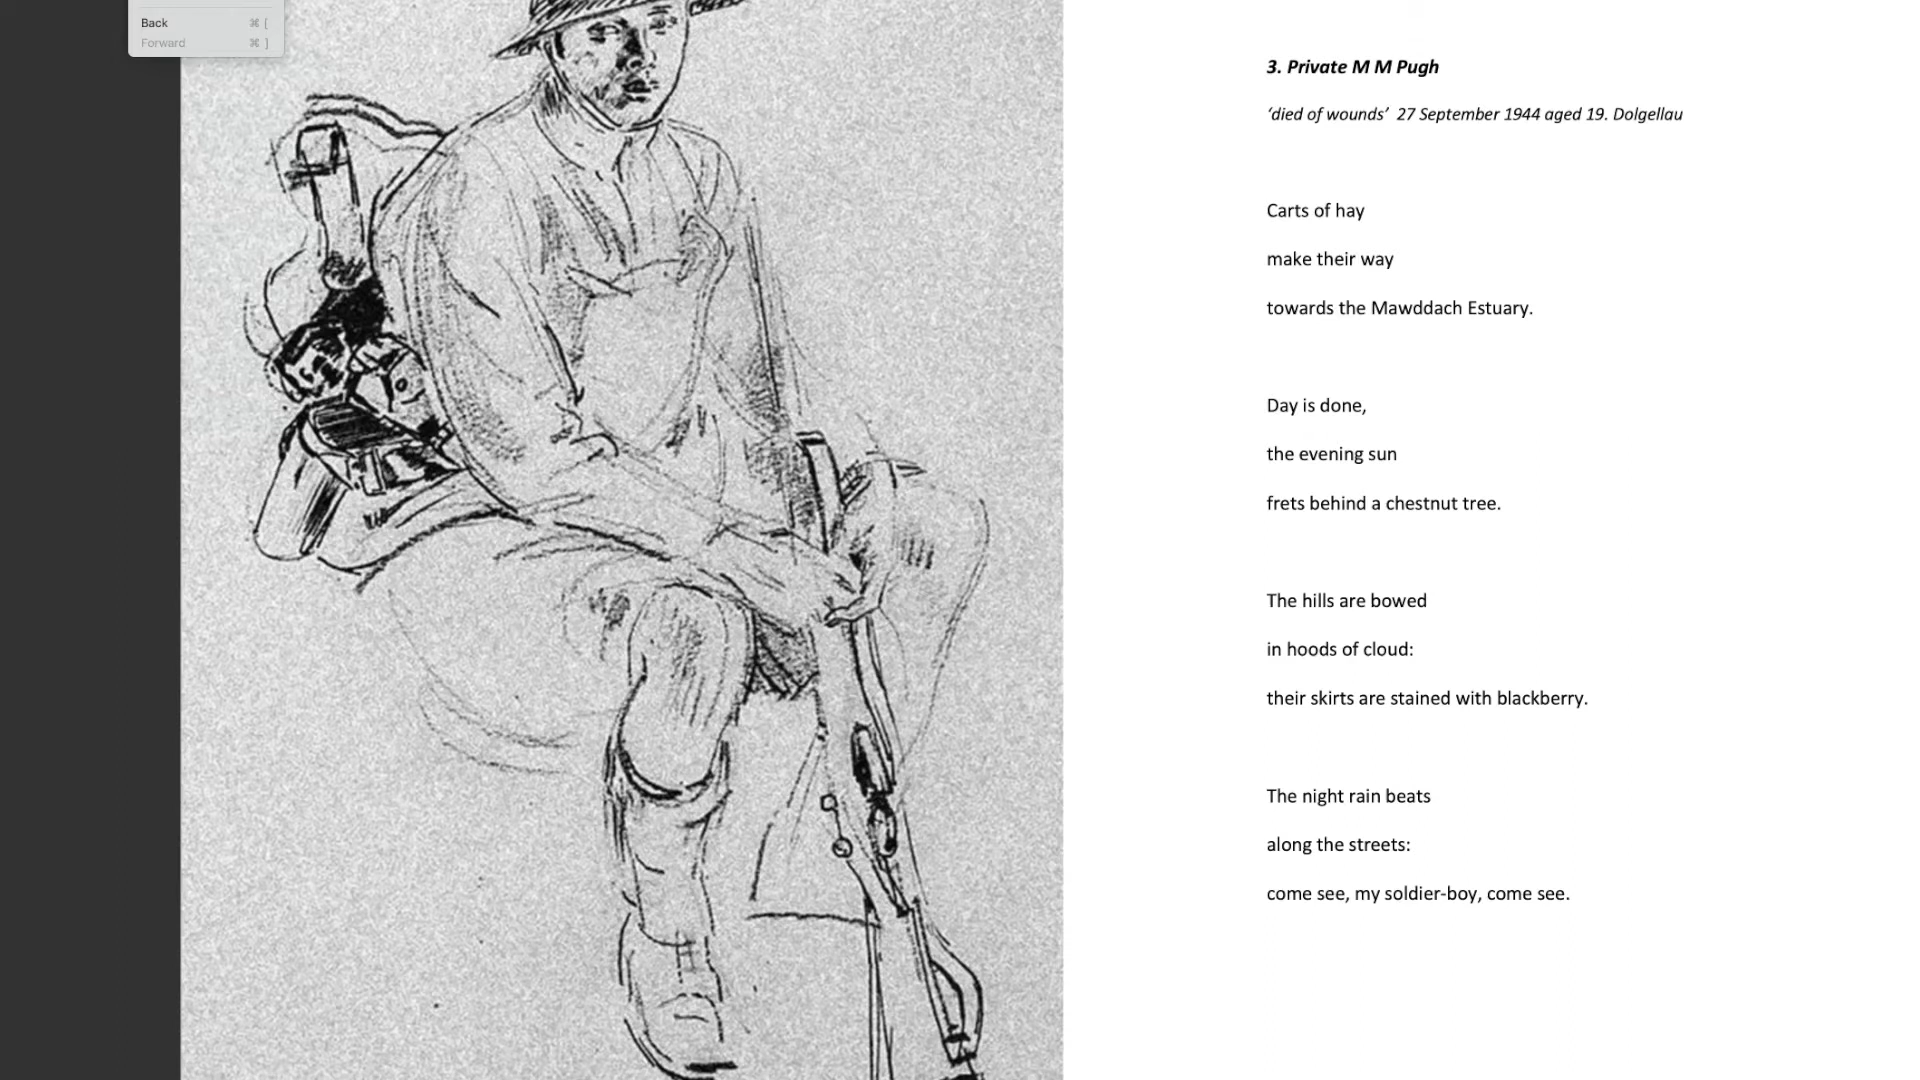 Back ⌘ [
Forward ⌘ ]
3. Private M M Pugh
‘died of wounds’ 27 September 1944 aged 19. Dolgellau
Carts of hay
make their way
towards the Mawddach Estuary.
Day is done,
the evening sun
frets behind a chestnut tree.
The hills are bowed
in hoods of cloud:
their skirts are stained with blackberry.
The night rain beats
along the streets:
come see, my soldier-boy, come see.